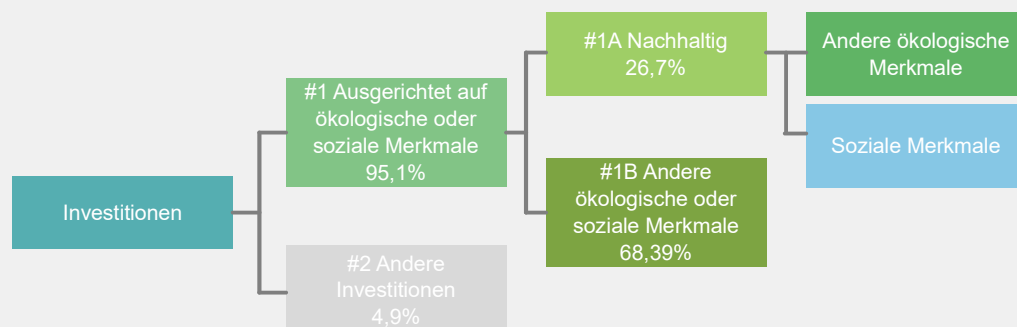 Investitionen
#1 Ausgerichtet auf
ökologische oder
soziale Merkmale
95,1%
#2 Andere
Investitionen
4,9%
#1A Nachhaltig
26,7%
#1B Andere
ökologische oder
soziale Merkmale
68,39%
Andere ökologische
Merkmale
Soziale Merkmale